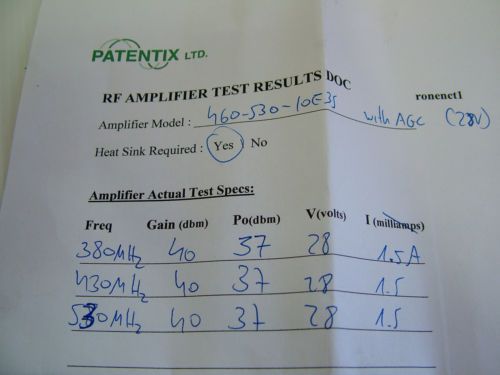 PATENTIX LTD.
RF AMPLIFIER TEST RESULTS DOC
ronenct1
Amplifier Model : 460-530-10E35 with AGC (28V)
Heat Sink Required : Yes No
Amplifier Actual Test Specs:
Freq Gain (dbm) Po(dbm) V(volts) I (milliamps)
380MHz 40 37 28 1.5A
430MHz 40 37 28 1.5
530MHz 40 37 28 1.5